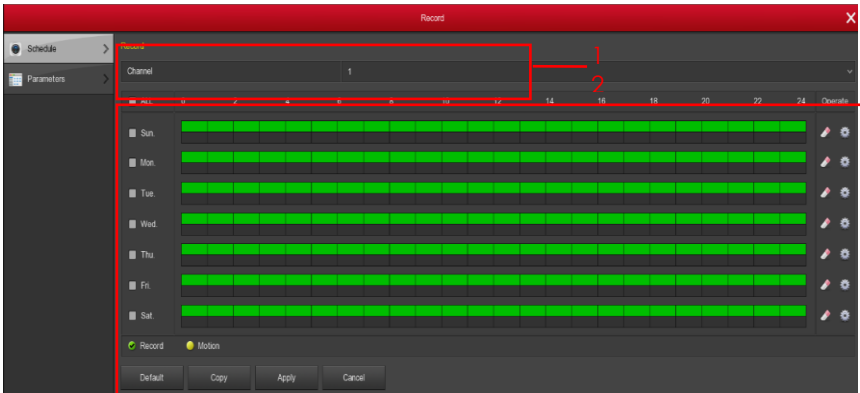 Record X
Schedule
Parameters
Record
Channel 1
1
2
ALL 0 2 4 6 8 10 12 14 16 18 20 22 24 Operate
Sun.
Mon.
Tue.
Wed.
Thu.
Fri.
Sat.
Record Motion
Default Copy Apply Cancel